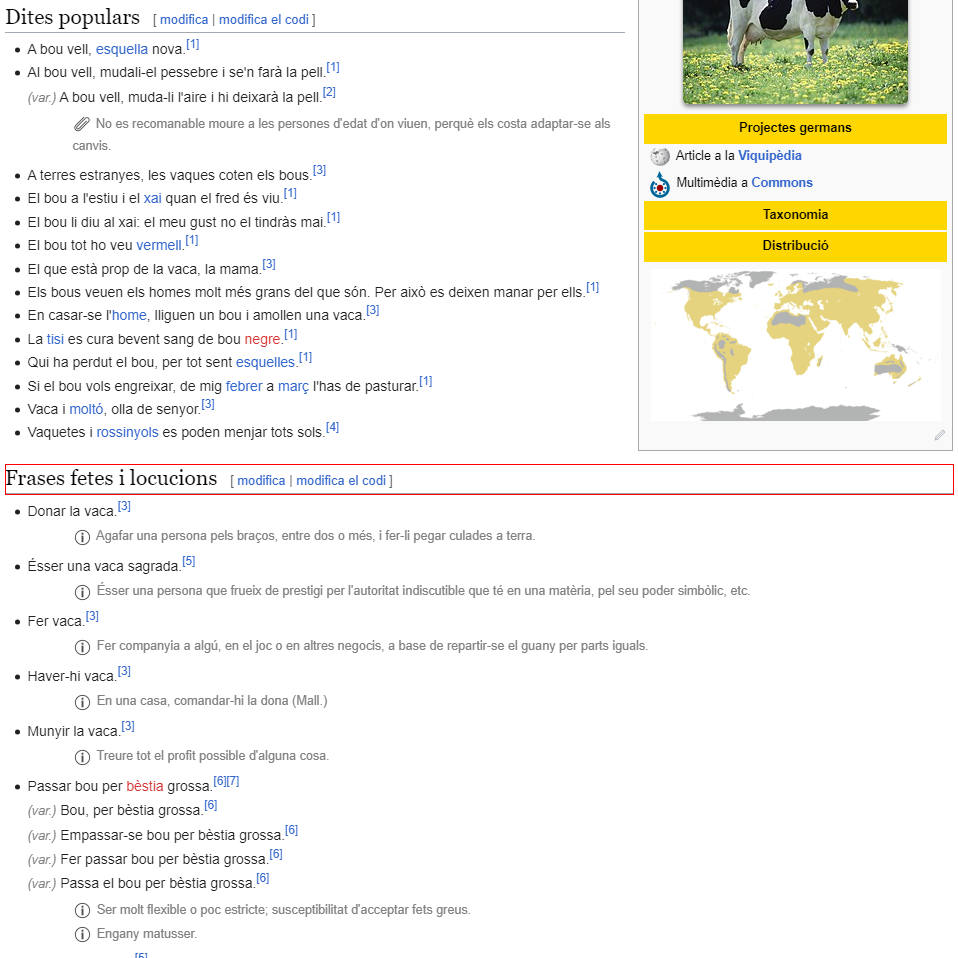 Dites populars [ modifica | modifica el codi ]
A bou vell, esquella nova.[1]
Al bou vell, mudali-el pessebre i se'n farà la pell.[1]
(var.) A bou vell, muda-li l'aire i hi deixarà la pell.[2]
No es recomanable moure a les persones d'edat d'on viuen, perquè els costa adaptar-se als
canvis.
A terres estranyes, les vaques coten els bous.[3]
El bou a l'estiu i el xai quan el fred és viu.[1]
El bou li diu al xai: el meu gust no el tindràs mai.[1]
El bou tot ho veu vermell.[1]
El que està prop de la vaca, la mama.[3]
Els bous veuen els homes molt més grans del que són. Per això es deixen manar per ells.[1]
En casar-se l'home, lliguen un bou i amollen una vaca.[3]
La tisi es cura bevent sang de bou negre.[1]
Qui ha perdut el bou, per tot sent esquelles.[1]
Si el bou vols engreixar, de mig febrer a març l'has de pasturar.[1]
Vaca i moltó, olla de senyor.[3]
Vaquetes i rossinyols es poden menjar tots sols.[4]
Projectes germans
Article a la Viquipèdia
Multimèdia a Commons
Taxonomia
Distribució
Frases fetes i locucions [ modifica | modifica el codi ]
Donar la vaca.[3]
Agafar una persona pels braços, entre dos o més, i fer-li pegar culades a terra.
Ésser una vaca sagrada.[5]
Ésser una persona que frueix de prestigi per l'autoritat indiscutible que té en una matèria, pel seu poder simbòlic, etc.
Fer vaca.[3]
Fer companyia a algú, en el joc o en altres negocis, a base de repartir-se el guany per parts iguals.
Haver-hi vaca.[3]
En una casa, comandar-hi la dona (Mall.)
Munyir la vaca.[3]
Treure tot el profit possible d'alguna cosa.
Passar bou per bèstia grossa.[6][7]
(var.) Bou, per bèstia grossa.[6]
(var.) Empassar-se bou per bèstia grossa.[6]
(var.) Fer passar bou per bèstia grossa.[6]
(var.) Passa el bou per bèstia grossa.[6]
Ser molt flexible o poc estricte; susceptibilitat d'acceptar fets greus.
Engany matusser.
[5]